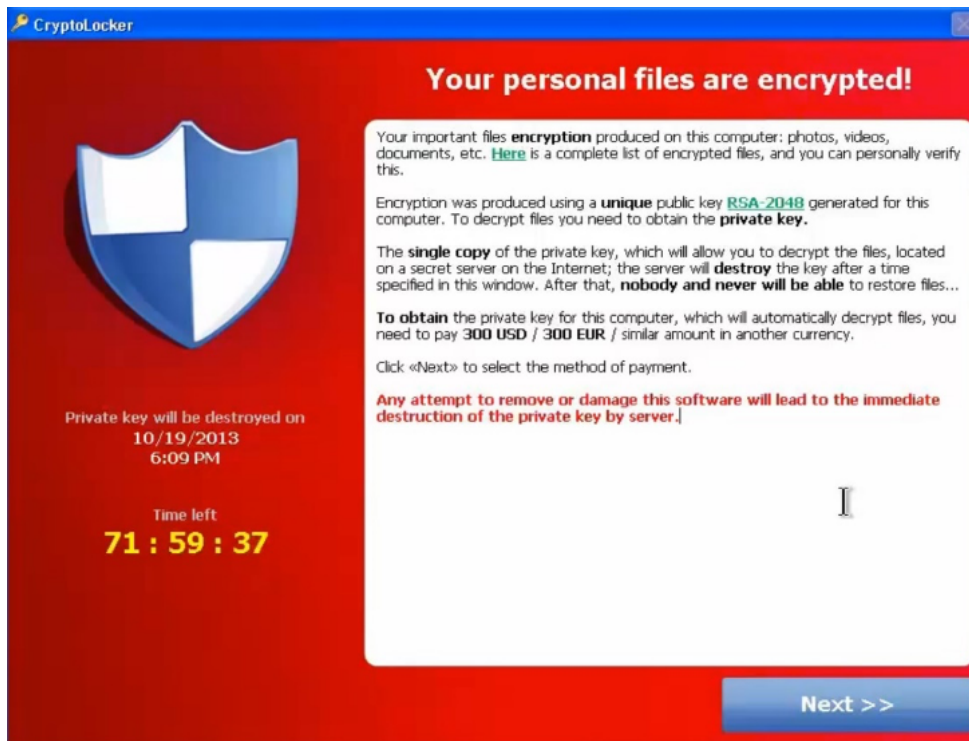 CryptoLocker
Your personal files are encrypted!
Your important files encryption produced on this computer: photos, videos,
documents, etc. Here is a complete list of encrypted files, and you can personally verify
this.
Encryption was produced using a unique public key RSA-2048 generated for this
computer. To decrypt files you need to obtain the private key.
The single copy of the private key, which will allow you to decrypt the files, located
on a secret server on the Internet; the server will destroy the key after a time
specified in this window. After that, nobody and never will be able to restore files...
To obtain the private key for this computer, which will automatically decrypt files, you
need to pay 300 USD / 300 EUR / similar amount in another currency.
Click «Next» to select the method of payment.
Any attempt to remove or damage this software will lead to the immediate
destruction of the private key by server.
Private key will be destroyed on
10/19/2013
6:09 PM
Time left
71 : 59 : 37
Next >>